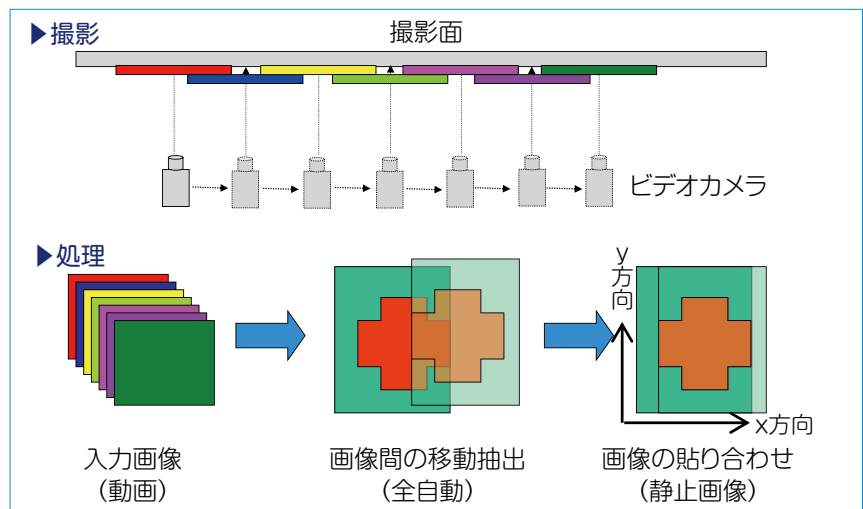 ▶撮影
撮影面
ビデオカメラ
▶処理
y方向
x方向
入力画像
（動画）
画像間の移動抽出
（全自動）
画像の貼り合わせ
（静止画像）